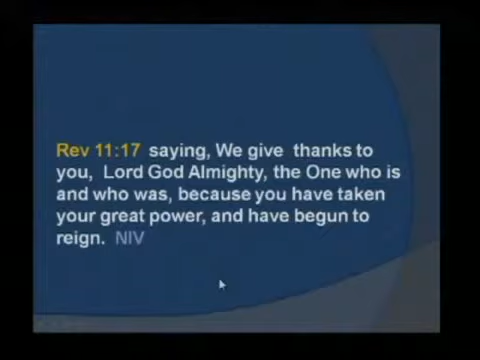 Rev 11:17 saying, We give thanks to
you, Lord God Almighty, the One who is
and who was, because you have taken
your great power, and have begun to
reign. NIV